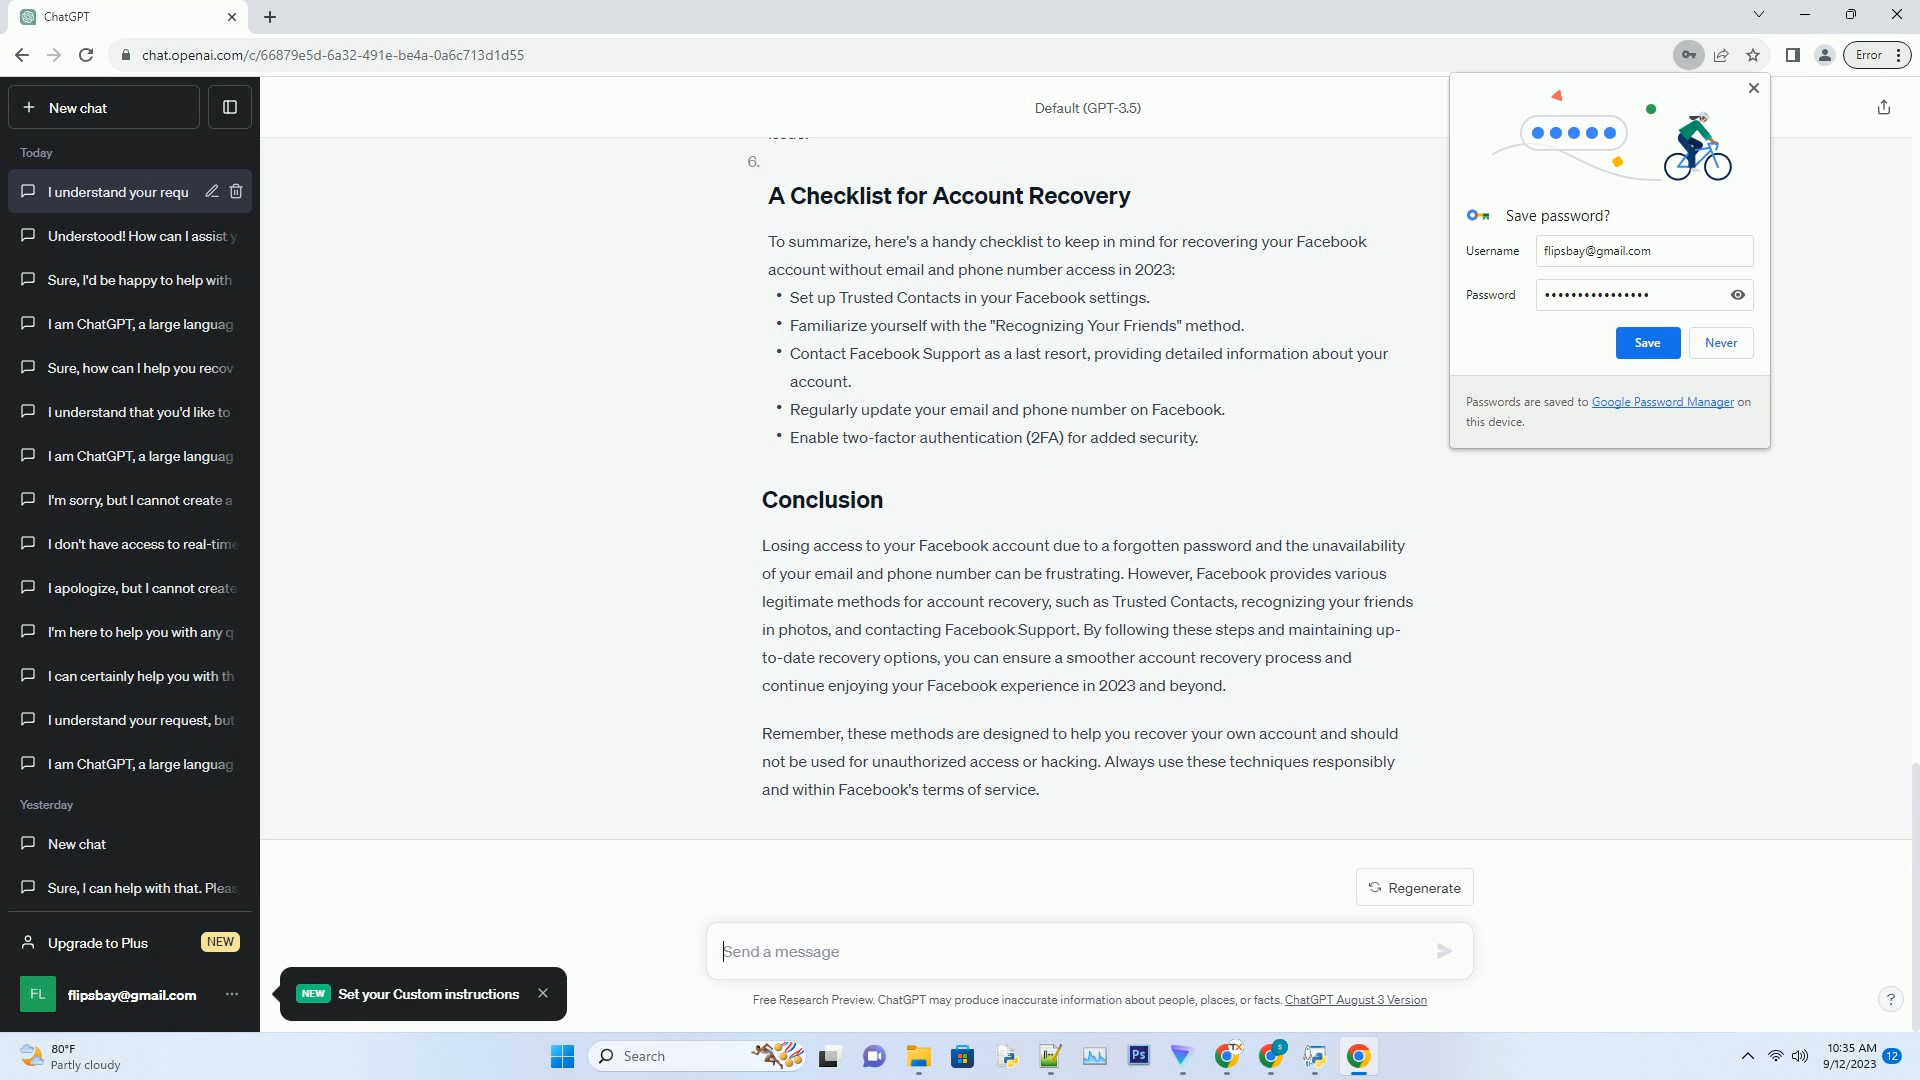 ChatGPT
chat.openai.com/c/66879e5d-6a32-491e-be4a-0a6c713d1d55
Error
New chat
Today
I understand your requ
Understood! How can I assist y
Sure, I'd be happy to help with
I am ChatGPT, a large languag
Sure, how can I help you recov
I understand that you'd like to
I am ChatGPT, a large languag
I'm sorry, but I cannot create a
I don't have access to real-time
I apologize, but I cannot create
I'm here to help you with any q
I can certainly help you with th
I understand your request, but
I am ChatGPT, a large languag
Yesterday
New chat
Sure, I can help with that. Pleas
Upgrade to Plus NEW
FL flipsbay@gmail.com
Default (GPT-3.5)
6.
A Checklist for Account Recovery
To summarize, here's a handy checklist to keep in mind for recovering your Facebook
account without email and phone number access in 2023:
• Set up Trusted Contacts in your Facebook settings.
• Familiarize yourself with the "Recognizing Your Friends" method.
• Contact Facebook Support as a last resort, providing detailed information about your
account.
• Regularly update your email and phone number on Facebook.
• Enable two-factor authentication (2FA) for added security.
Conclusion
Losing access to your Facebook account due to a forgotten password and the unavailability
of your email and phone number can be frustrating. However, Facebook provides various
legitimate methods for account recovery, such as Trusted Contacts, recognizing your friends
in photos, and contacting Facebook Support. By following these steps and maintaining up-
to-date recovery options, you can ensure a smoother account recovery process and
continue enjoying your Facebook experience in 2023 and beyond.
Remember, these methods are designed to help you recover your own account and should
not be used for unauthorized access or hacking. Always use these techniques responsibly
and within Facebook's terms of service.
Regenerate
Send a message
Free Research Preview. ChatGPT may produce inaccurate information about people, places, or facts. ChatGPT August 3 Version
NEW Set your Custom instructions
?
Save password?
Username flipsbay@gmail.com
Password ••••••••••••••••
Save Never
Passwords are saved to Google Password Manager on
this device.
80°F
Partly cloudy
Search
Ps
TX
S
10:35 AM
9/12/2023
12